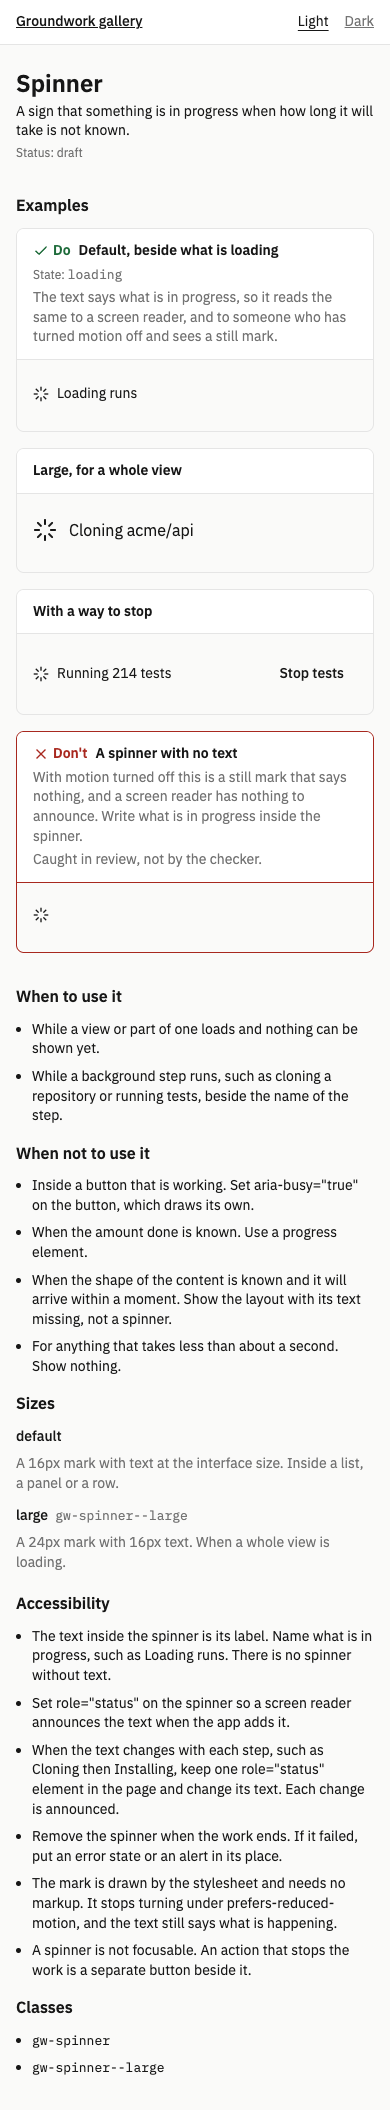 Groundwork gallery
Light
Dark
Spinner
A sign that something is in progress when how long it will
take is not known.
Status: draft
Examples
Do Default, beside what is loading
State: loading
The text says what is in progress, so it reads the
same to a screen reader, and to someone who has
turned motion off and sees a still mark.
Loading runs
Large, for a whole view
Cloning acme/api
With a way to stop
Running 214 tests
Stop tests
Don't A spinner with no text
With motion turned off this is a still mark that says
nothing, and a screen reader has nothing to
announce. Write what is in progress inside the
spinner.
Caught in review, not by the checker.
When to use it
While a view or part of one loads and nothing can be
shown yet.
While a background step runs, such as cloning a
repository or running tests, beside the name of the
step.
When not to use it
Inside a button that is working. Set aria-busy="true"
on the button, which draws its own.
When the amount done is known. Use a progress
element.
When the shape of the content is known and it will
arrive within a moment. Show the layout with its text
missing, not a spinner.
For anything that takes less than about a second.
Show nothing.
Sizes
default
A 16px mark with text at the interface size. Inside a list,
a panel or a row.
large gw-spinner--large
A 24px mark with 16px text. When a whole view is
loading.
Accessibility
The text inside the spinner is its label. Name what is in
progress, such as Loading runs. There is no spinner
without text.
Set role="status" on the spinner so a screen reader
announces the text when the app adds it.
When the text changes with each step, such as
Cloning then Installing, keep one role="status"
element in the page and change its text. Each change
is announced.
Remove the spinner when the work ends. If it failed,
put an error state or an alert in its place.
The mark is drawn by the stylesheet and needs no
markup. It stops turning under prefers-reduced-
motion, and the text still says what is happening.
A spinner is not focusable. An action that stops the
work is a separate button beside it.
Classes
gw-spinner
gw-spinner--large